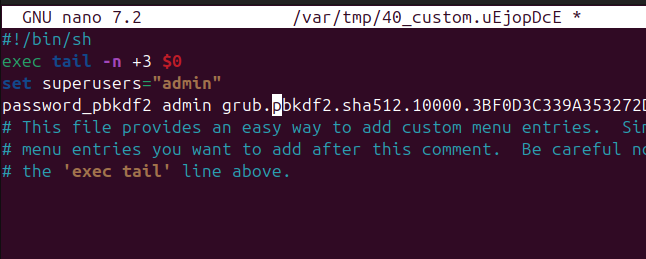 GNU nano 7.2 /var/tmp/40_custom.uEjopDcE *
#!/bin/sh
exec tail -n +3 $0
set superusers="admin"
password_pbkdf2 admin grub.pbkdf2.sha512.10000.3BF0D3C339A353272D
# This file provides an easy way to add custom menu entries.  Sim
# menu entries you want to add after this comment.  Be careful no
# the 'exec tail' line above.